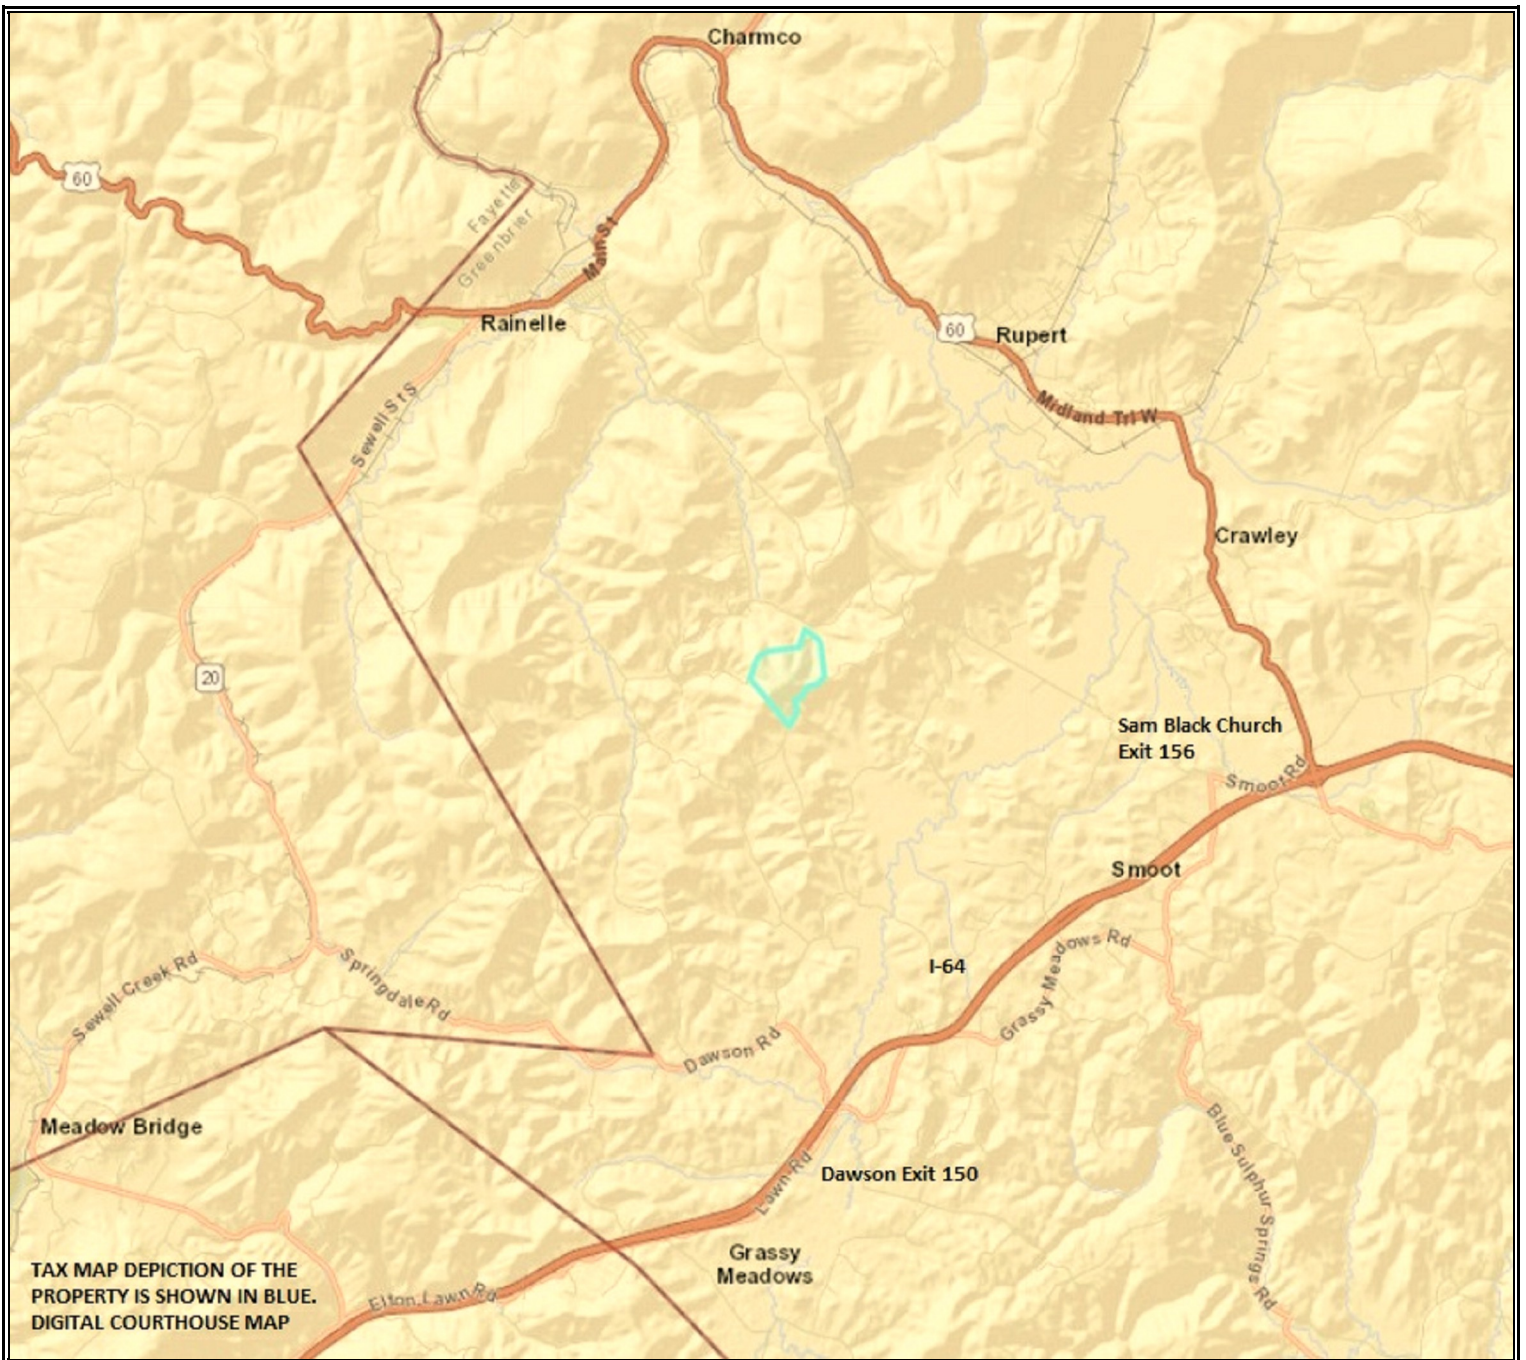 Charmco
60
Fayette
Greenbrier
Main St
Rainelle
60
Rupert
Midland Trl W
Sewell St S
Crawley
20
Sam Black Church
Exit 156
Smoot Rd
Smoot
Sewell Creek Rd
Springdale Rd
I-64
Grassy Meadows Rd
Dawson Rd
Meadow Bridge
Blue Sulphur Springs Rd
Lawn Rd
Dawson Exit 150
Grassy
Meadows
TAX MAP DEPICTION OF THE
PROPERTY IS SHOWN IN BLUE.
DIGITAL COURTHOUSE MAP
Elton Lawn Rd